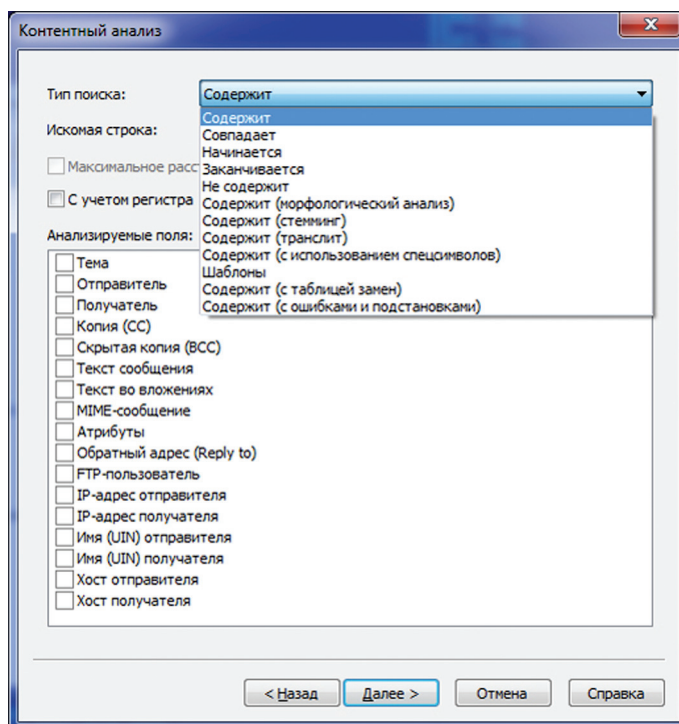 Контентный анализ
Тип поиска:
Содержит
Содержит
Совпадает
Искомая строка:
Начинается
Заканчивается
Максимальное расс
Не содержит
С учетом регистра
Содержит (морфологический анализ)
Содержит (стемминг)
Содержит (транслит)
Содержит (с использованием спецсимволов)
Шаблоны
Содержит (с таблицей замен)
Содержит (с ошибками и подстановками)
Анализируемые поля:
Тема
Отправитель
Получатель
Копия (CC)
Скрытая копия (BCC)
Текст сообщения
Текст во вложениях
MIME-сообщение
Атрибуты
Обратный адрес (Reply to)
FTP-пользователь
IP-адрес отправителя
IP-адрес получателя
Имя (UIN) отправителя
Имя (UIN) получателя
Хост отправителя
Хост получателя
< Назад
Далее >
Отмена
Справка